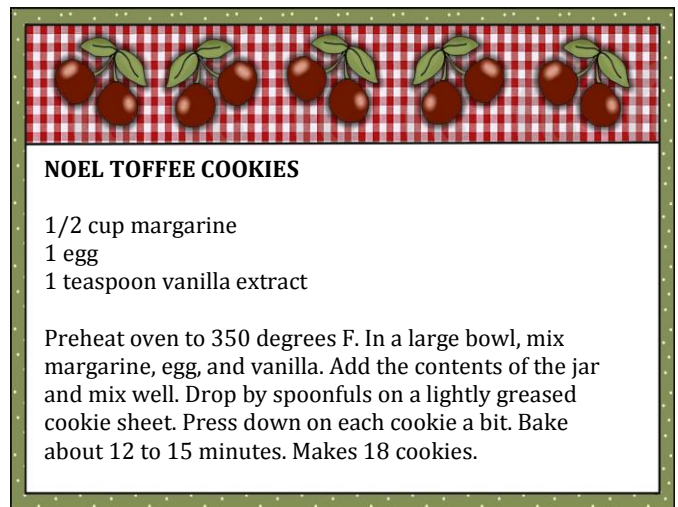 NOEL TOFFEE COOKIES
1/2 cup margarine
1 egg
1 teaspoon vanilla extract
Preheat oven to 350 degrees F. In a large bowl, mix
margarine, egg, and vanilla. Add the contents of the jar
and mix well. Drop by spoonfuls on a lightly greased
cookie sheet. Press down on each cookie a bit. Bake
about 12 to 15 minutes. Makes 18 cookies.